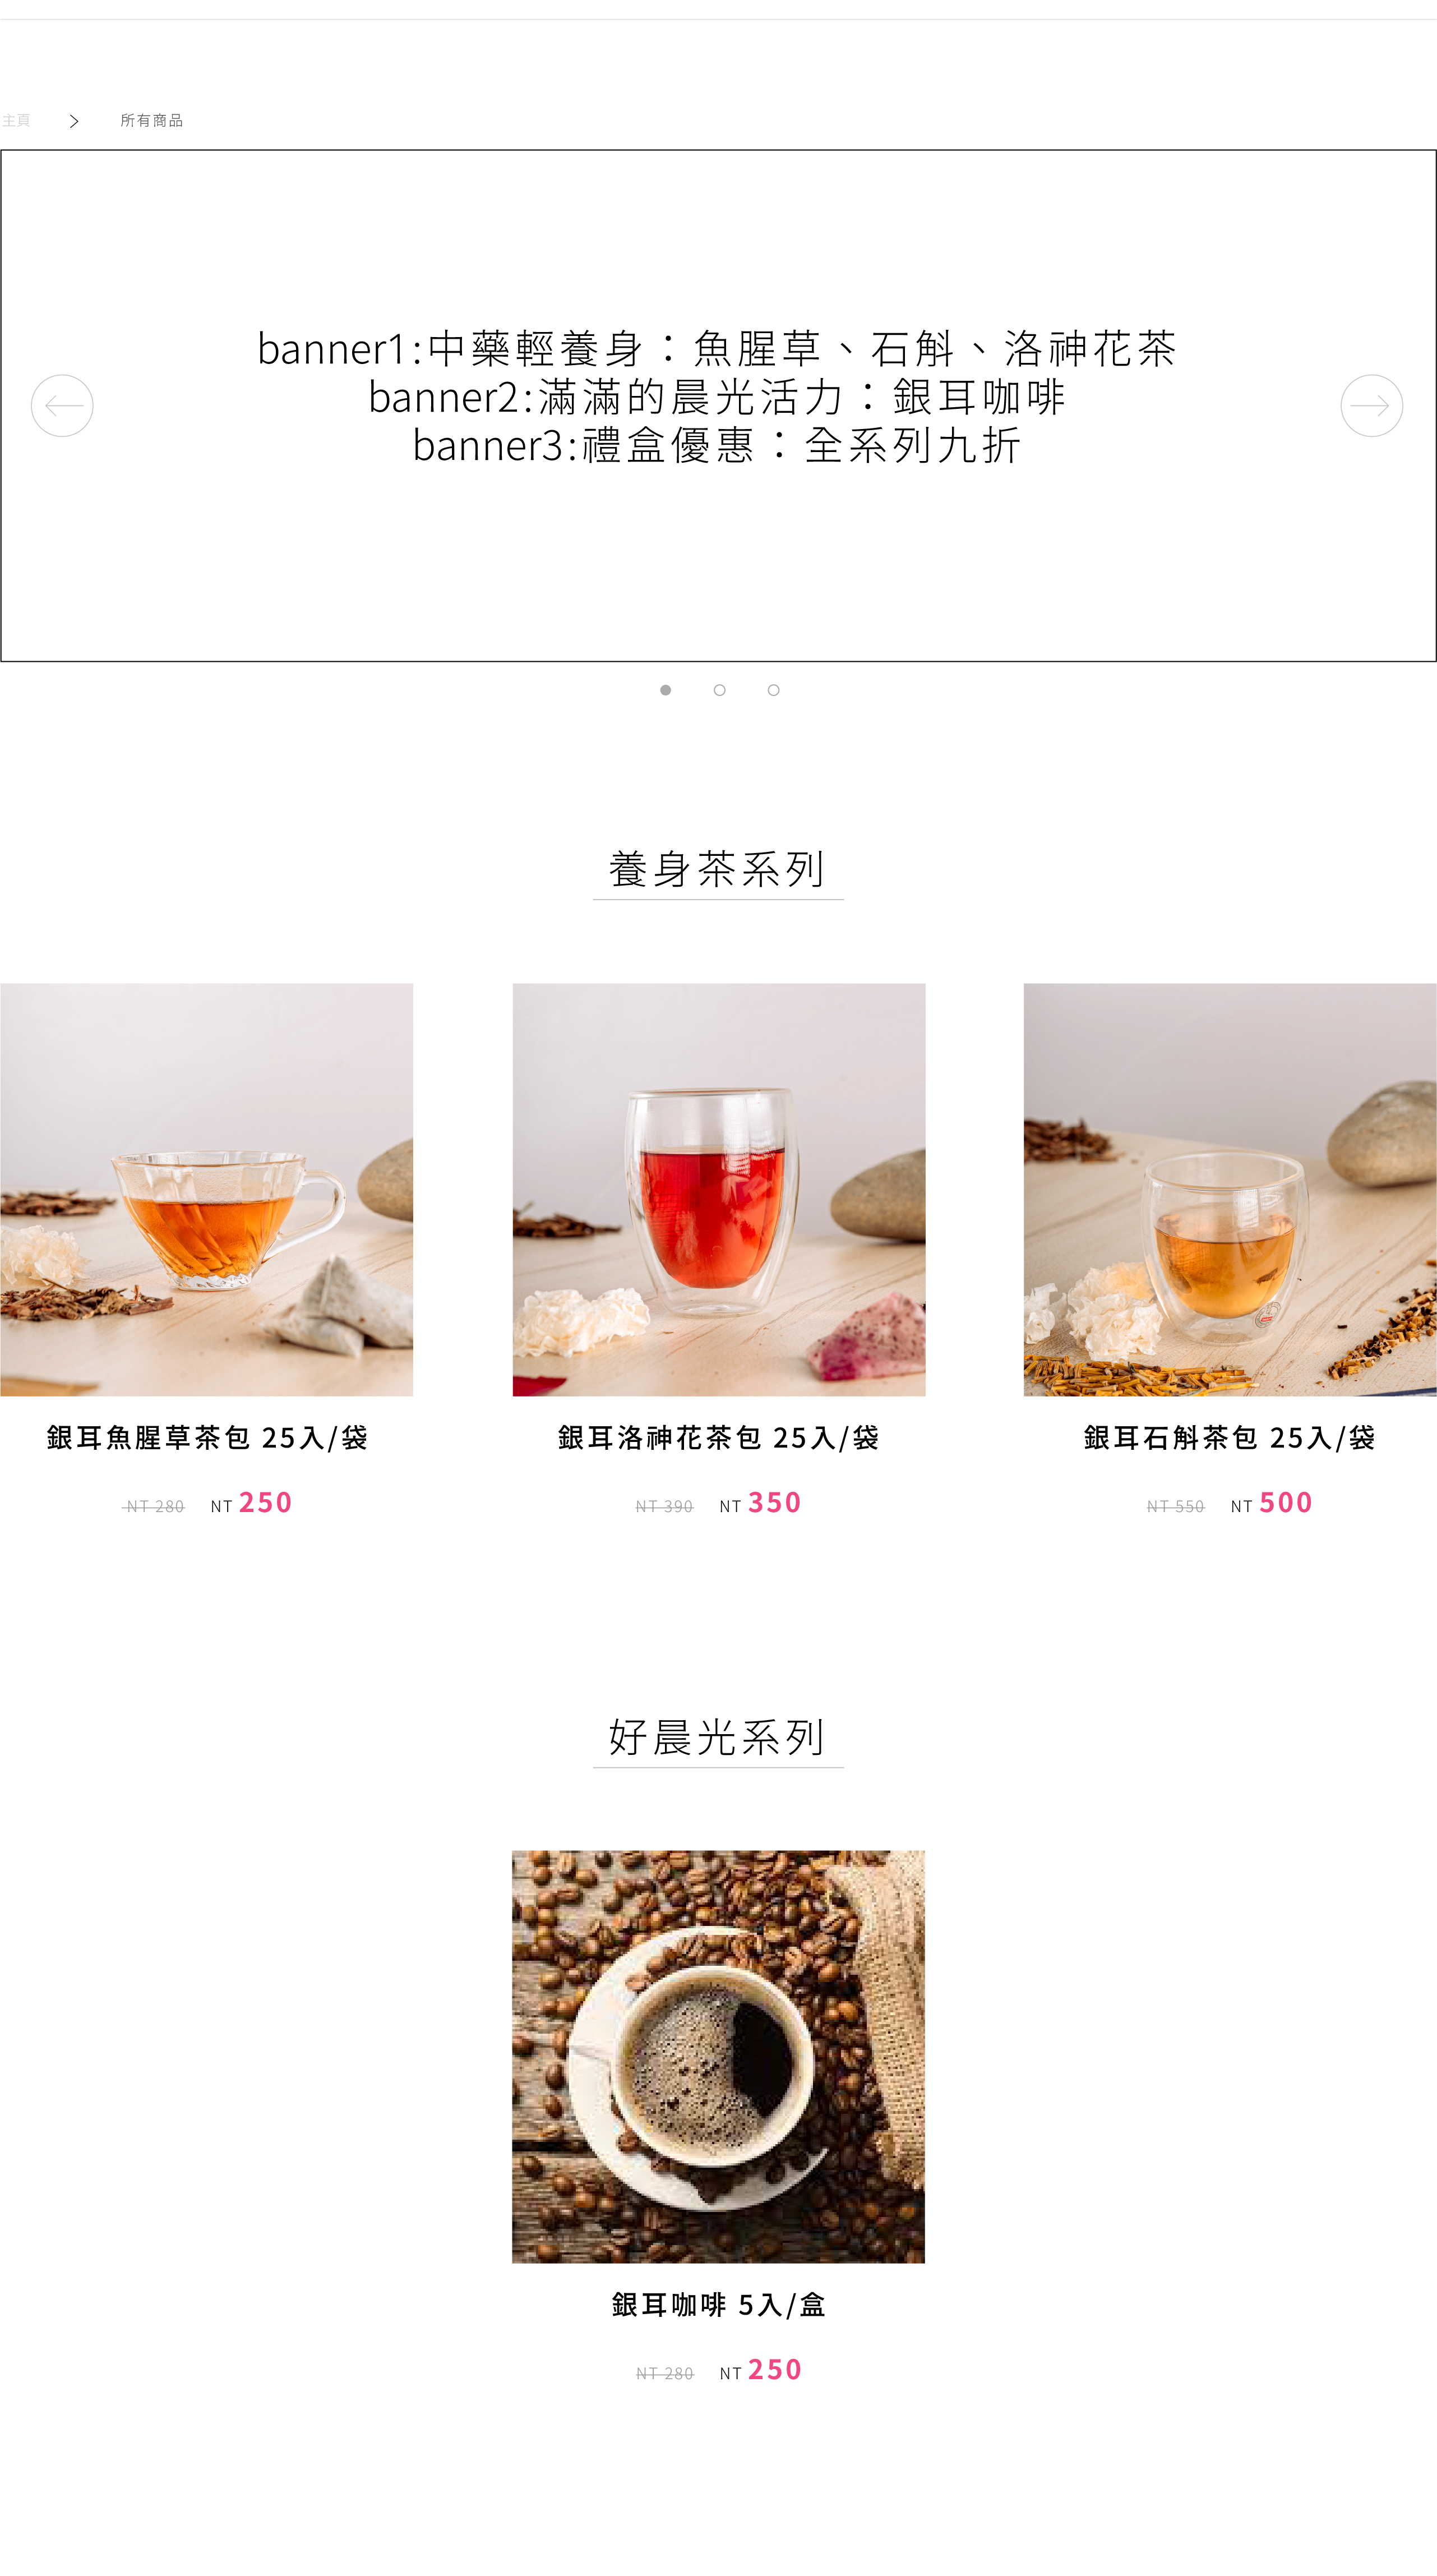 主頁 > 所有商品
banner1:中藥輕養身：魚腥草、石斛、洛神花茶
banner2:滿滿的晨光活力：銀耳咖啡
banner3:禮盒優惠：全系列九折
養身茶系列
銀耳魚腥草茶包 25入/袋
NT 280 NT 250
銀耳洛神花茶包 25入/袋
NT 390 NT 350
銀耳石斛茶包 25入/袋
NT 550 NT 500
好晨光系列
銀耳咖啡 5入/盒
NT 280 NT 250